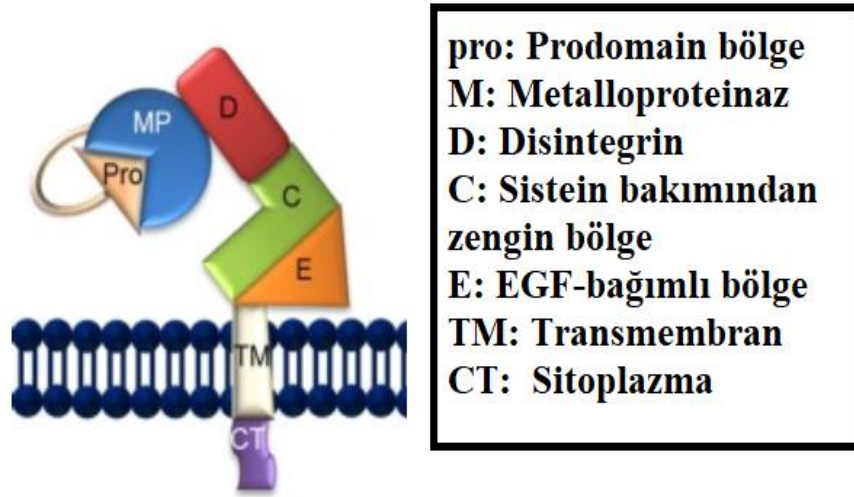 MP
D
Pro
C
E
TM
CT
pro: Prodomain bölge
M: Metalloproteinaz
D: Disintegrin
C: Sistein bakımından
zengin bölge
E: EGF-bağımlı bölge
TM: Transmembran
CT: Sitoplazma